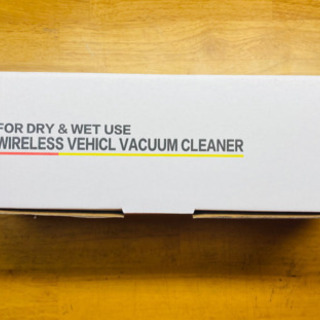 FOR DRY & WET USE
WIRELESS VEHICL VACUUM CLEANER